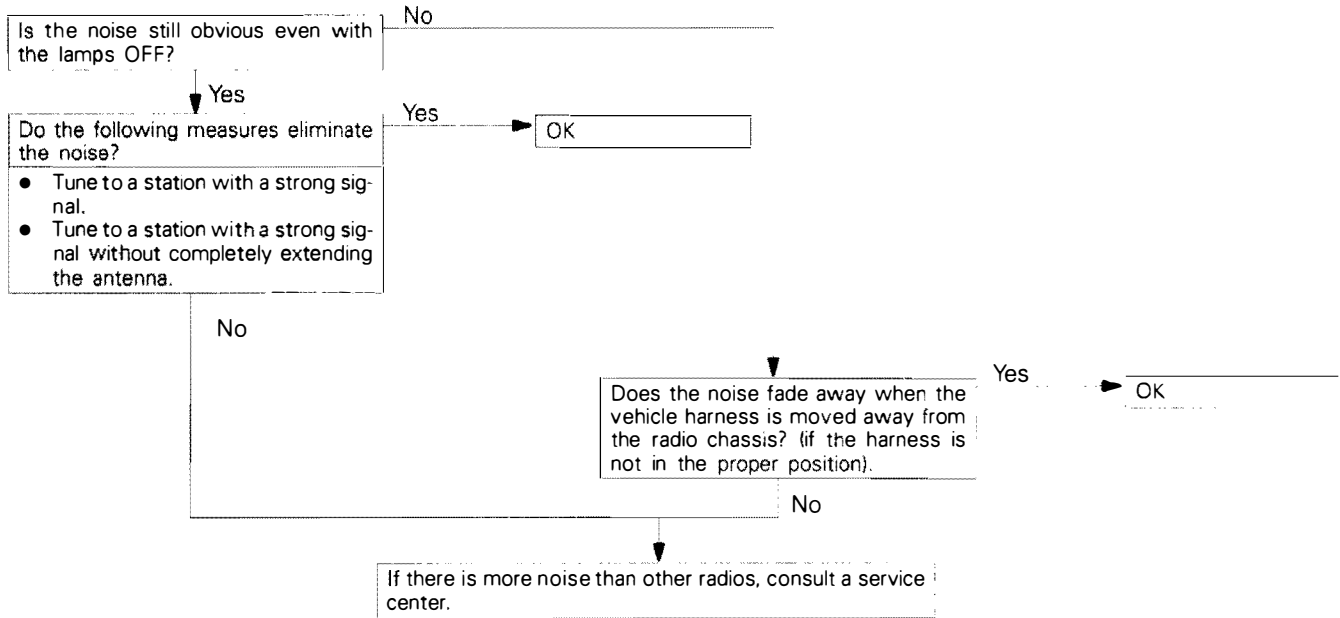 No
Is the noise still obvious even with
the lamps OFF?
Yes
Do the following measures eliminate
the noise?
Yes
OK
● Tune to a station with a strong sig-
nal.
● Tune to a station with a strong sig-
nal without completely extending
the antenna.
No
Does the noise fade away when the
vehicle harness is moved away from
the radio chassis? (if the harness is
not in the proper position).
Yes
OK
No
If there is more noise than other radios, consult a service
center.